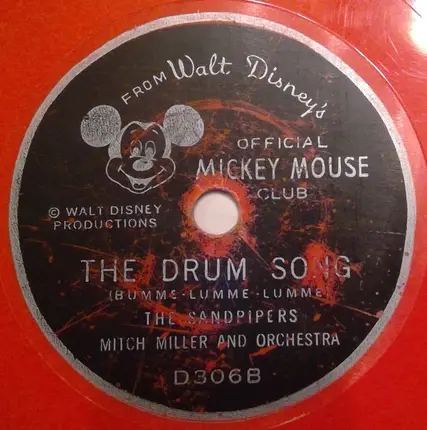 FROM Walt Disney's
OFFICIAL
MICKEY MOUSE
CLUB
© WALT DISNEY
PRODUCTIONS
THE DRUM SONG
(BUMME-LUMME-LUMME)
THE SANDPIPERS
MITCH MILLER AND ORCHESTRA
D306B